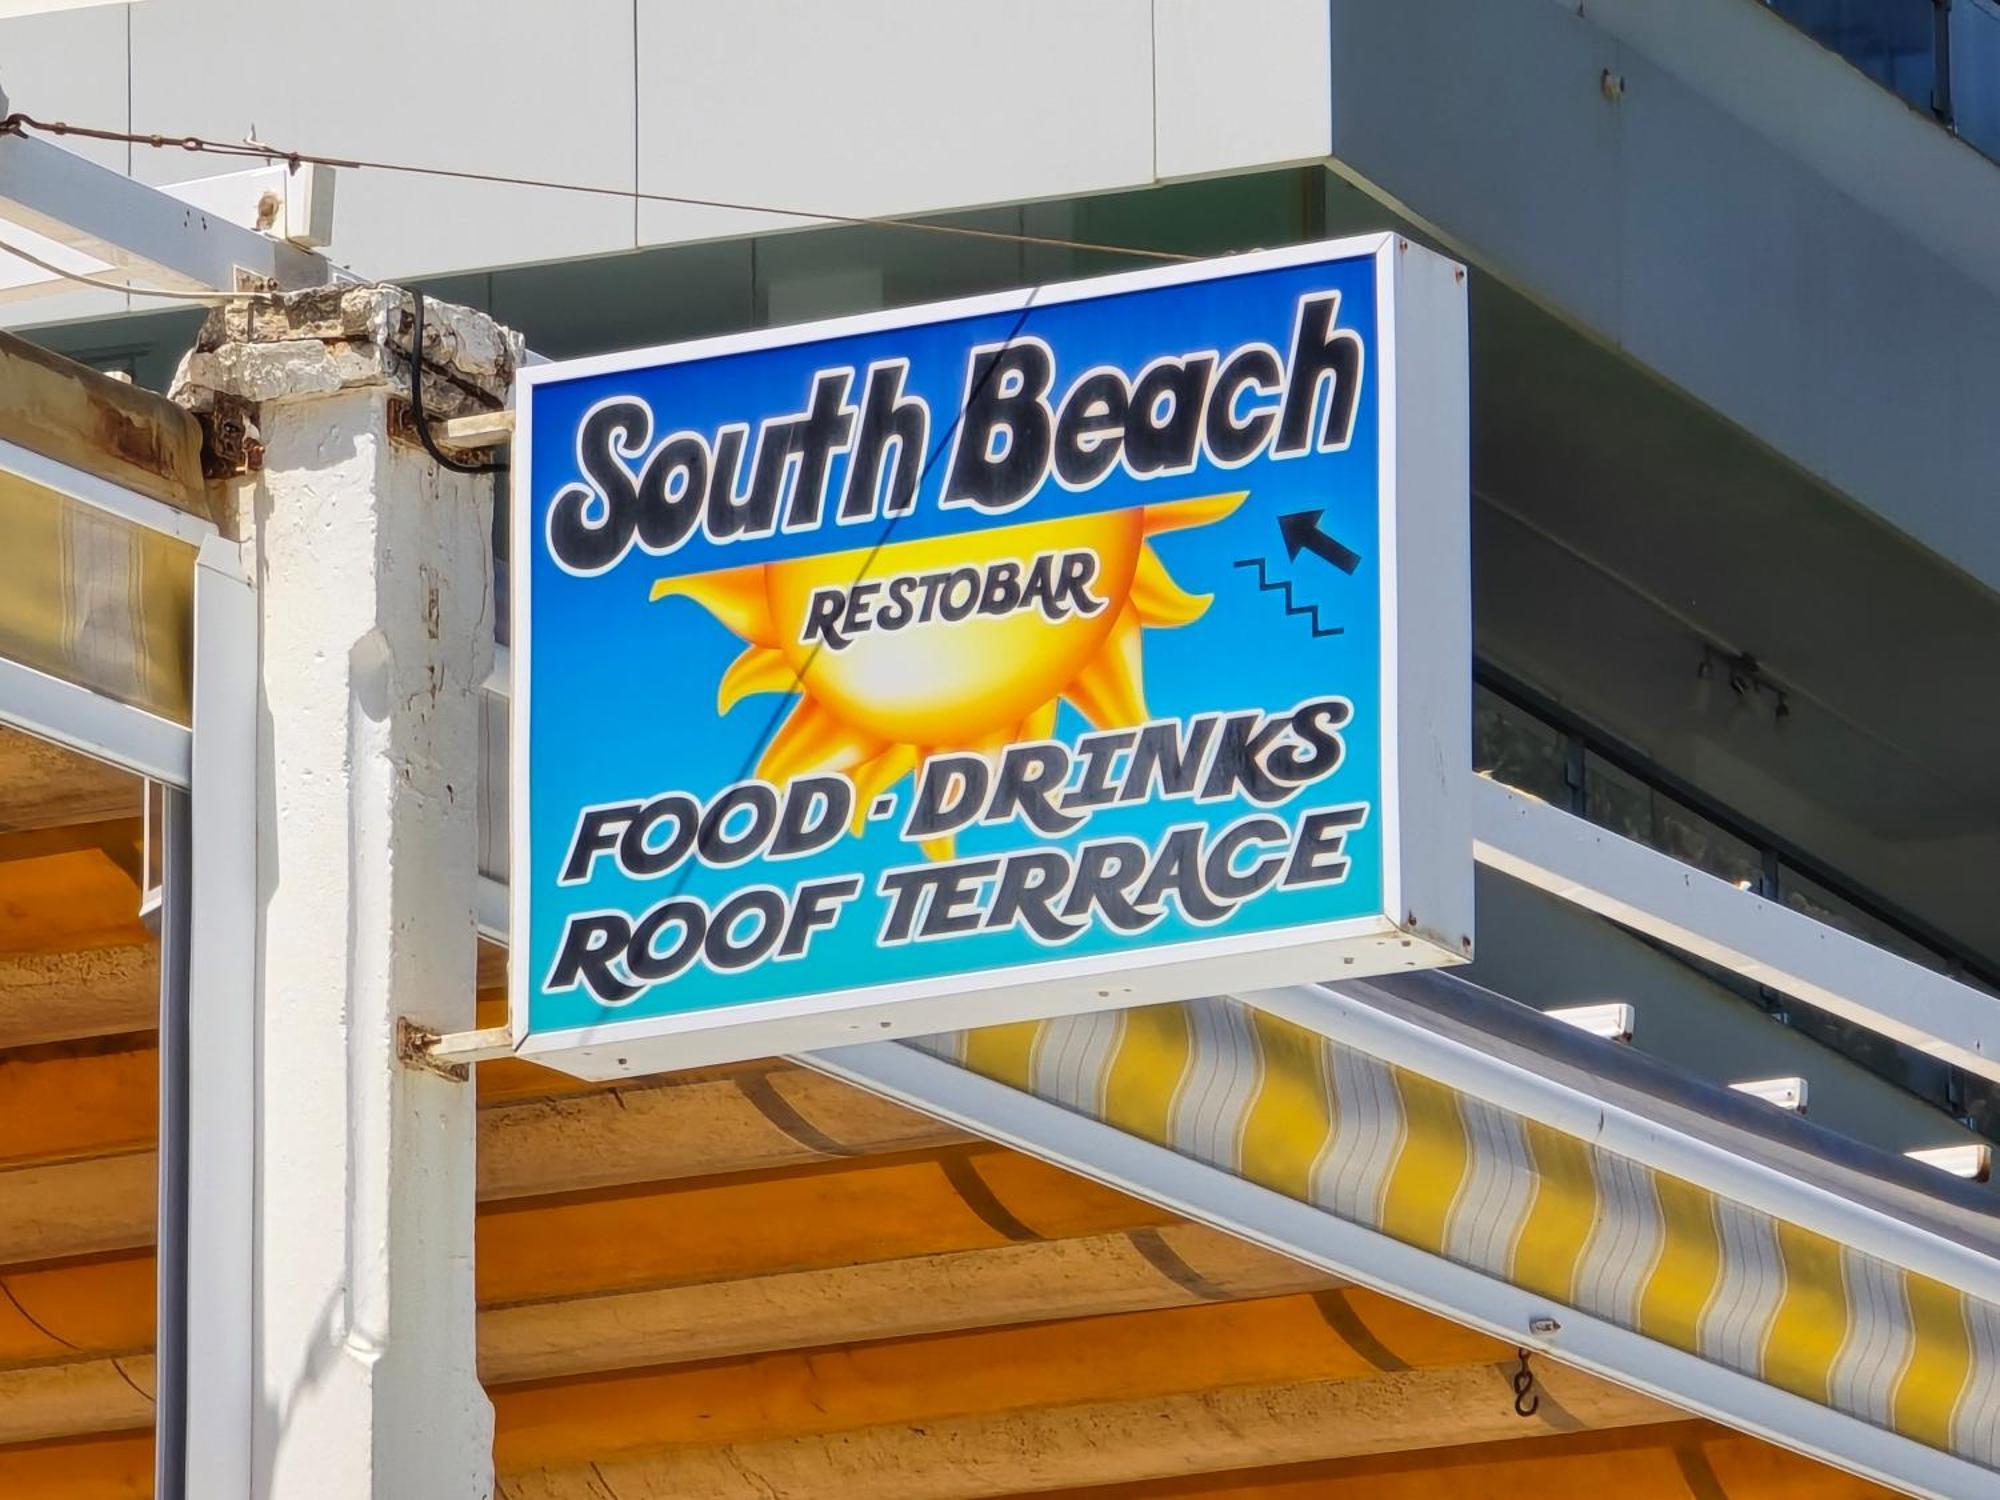 South Beach
RESTOBAR
FOOD · DRINKS
ROOF TERRACE